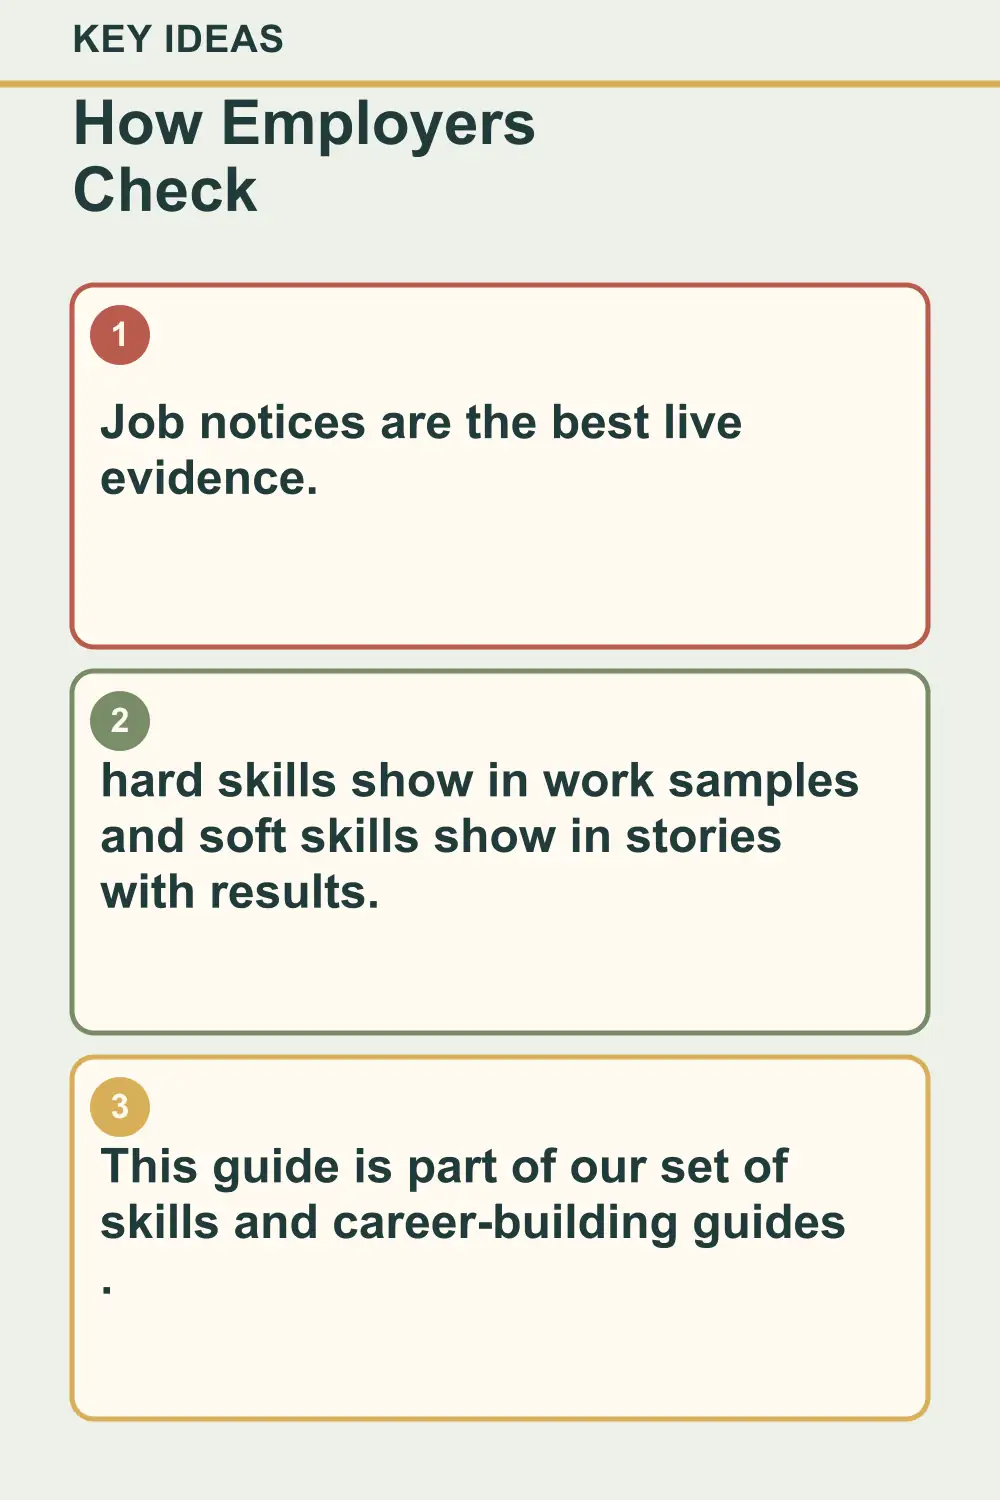 KEY IDEAS
How Employers
Check
1
Job notices are the best live
evidence.
2
hard skills show in work samples
and soft skills show in stories
with results.
3
This guide is part of our set of
skills and career-building guides
.